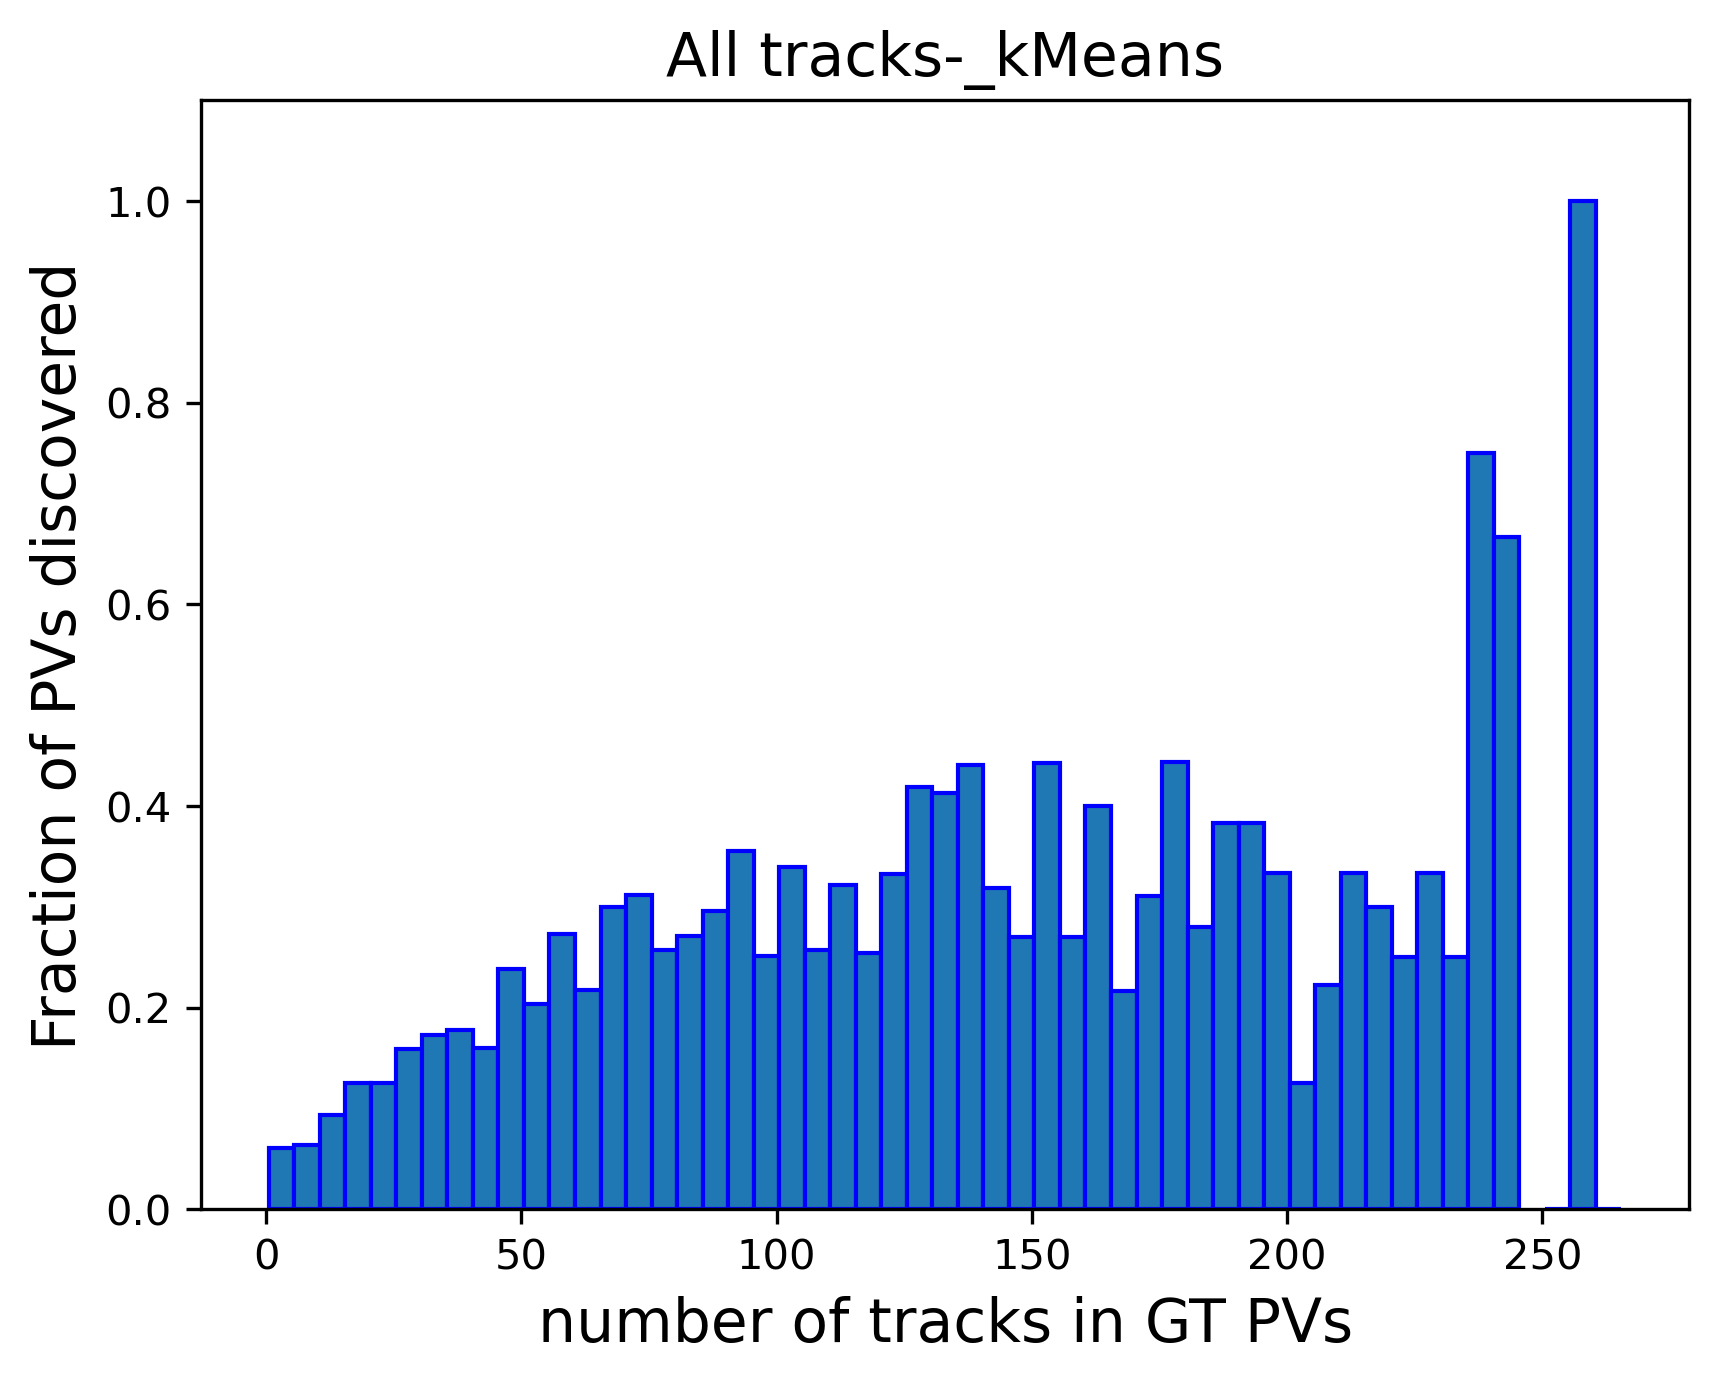 All tracks-_kMeans
Fraction of PVs discovered
1.0
0.8
0.6
0.4
0.2
0.0
0 50 100 150 200 250
number of tracks in GT PVs